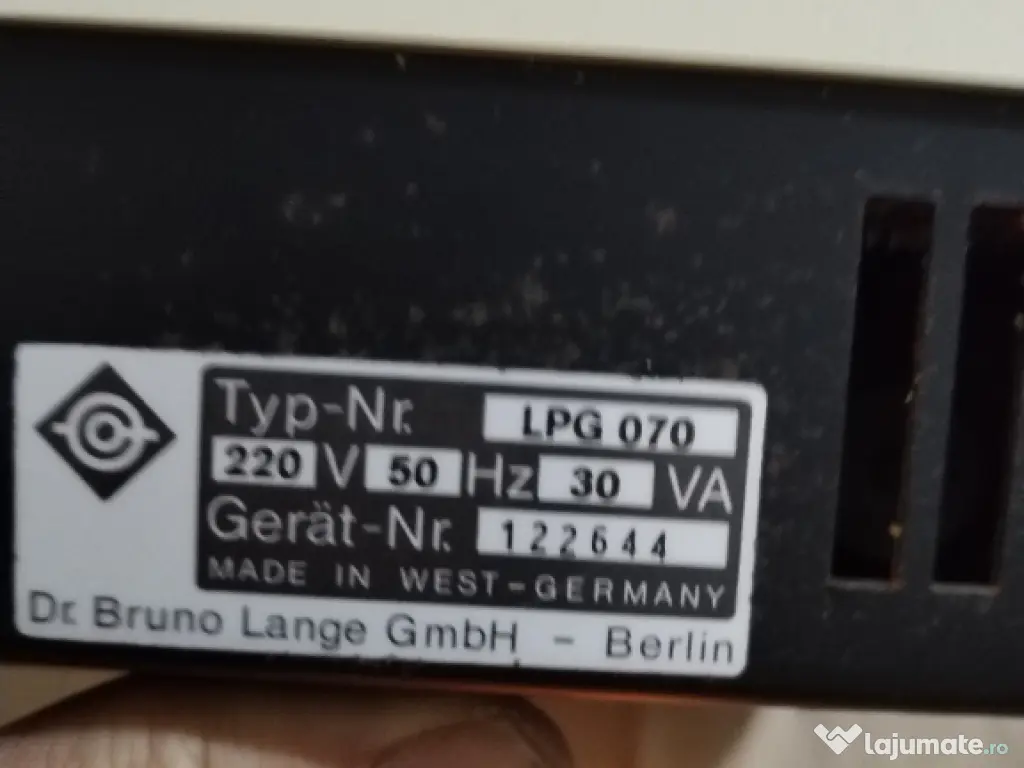 Typ-Nr. LPG 070
220 V 50 Hz 30 VA
Gerät-Nr. 122644
MADE IN WEST-GERMANY
Dr. Bruno Lange GmbH - Berlin
lajumate.ro